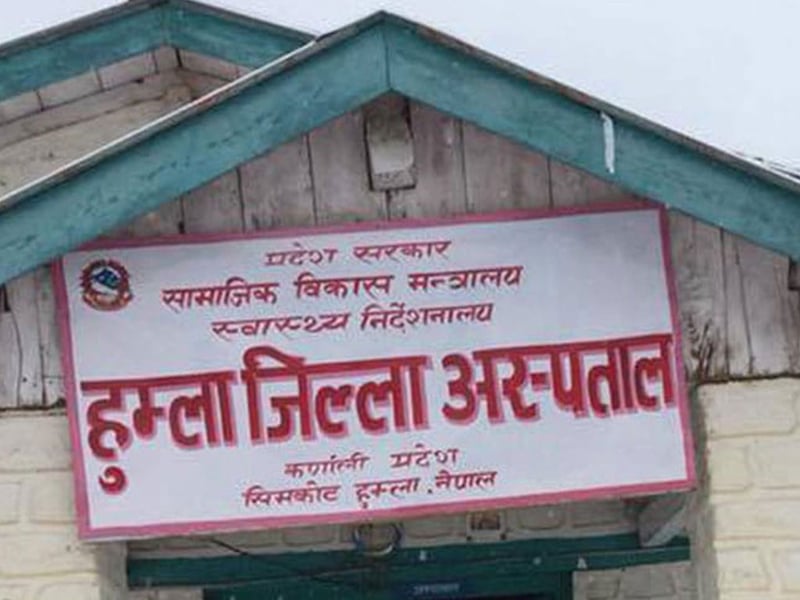 प्रदेश सरकार
सामाजिक विकास मन्त्रालय
स्वास्थ्य निर्देशनालय
हुम्ला जिल्ला अस्पताल
कर्णाली प्रदेश
सिमकोट हुम्ला, नेपाल